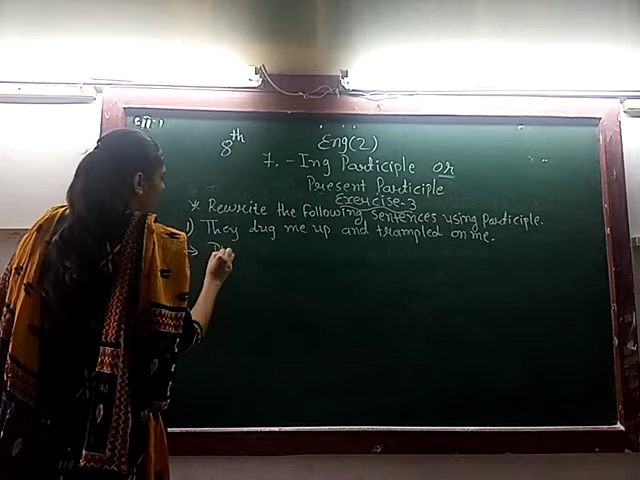 8th Eng(2)
7. -Ing Participle or
Present Participle
Exercise-3
* Rewrite the Following Sentences using Participle.
1) They dug me up and trampled on me.
→